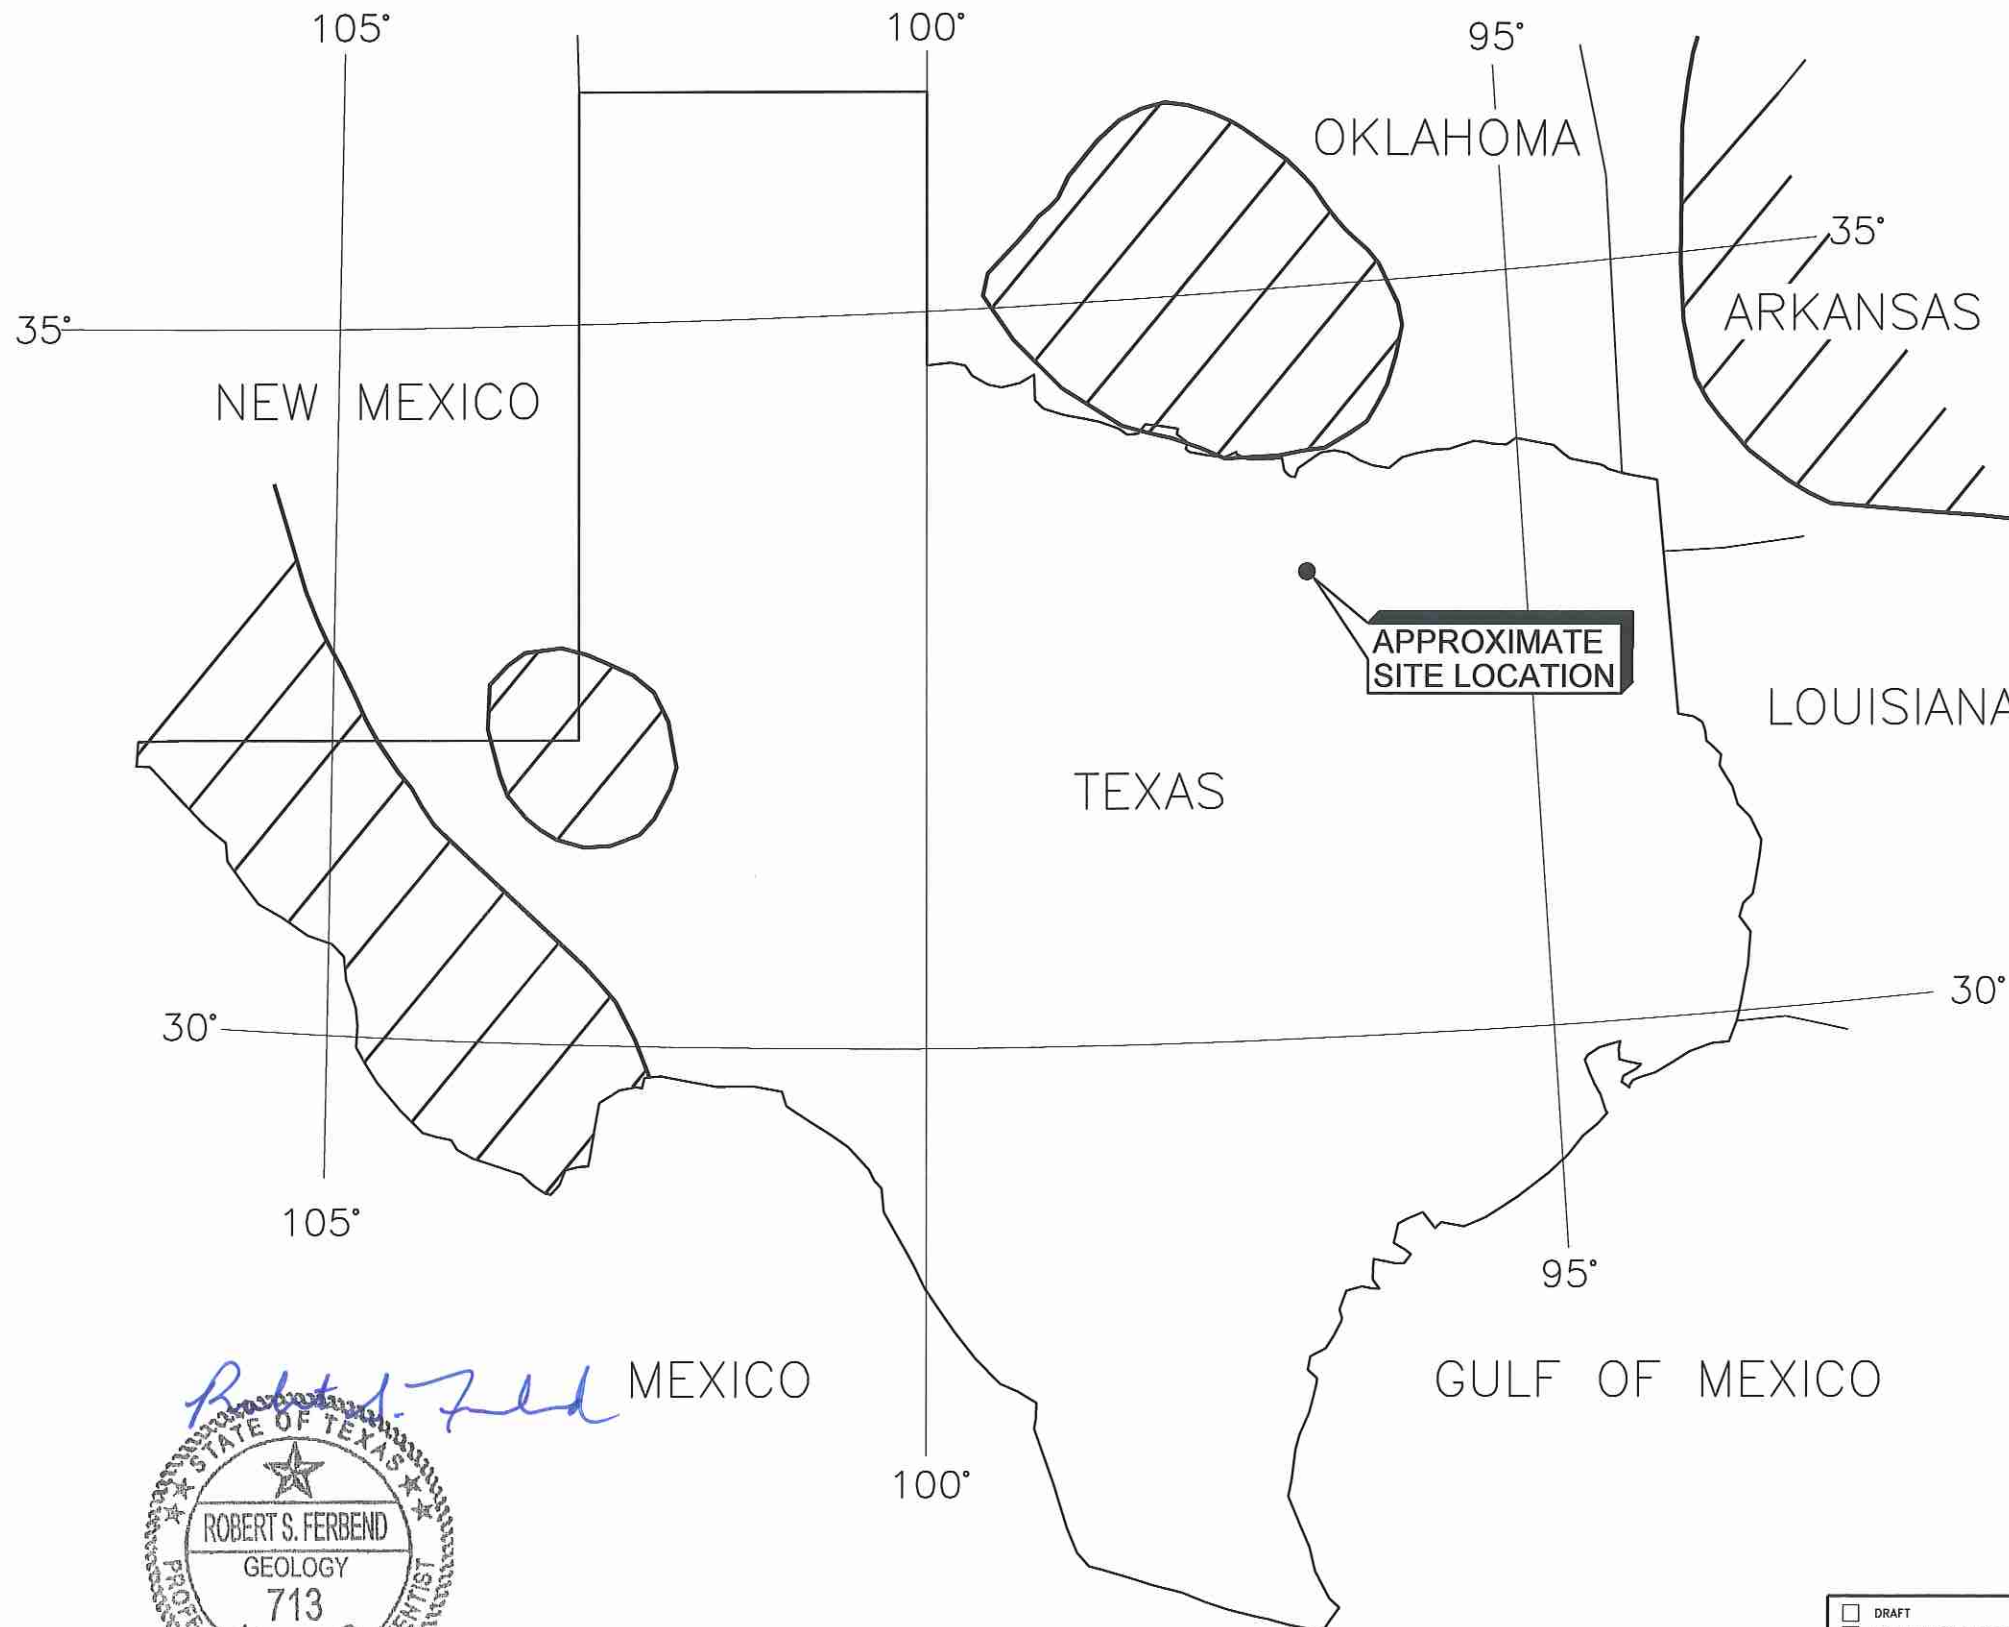 105°
100°
95°
OKLAHOMA
35°
ARKANSAS
35°
NEW MEXICO
APPROXIMATE
SITE LOCATION
LOUISIANA
TEXAS
30°
30°
105°
95°
MEXICO
GULF OF MEXICO
100°
STATE OF TEXAS
ROBERT S. FERBEND
GEOLOGY
713
DRAFT